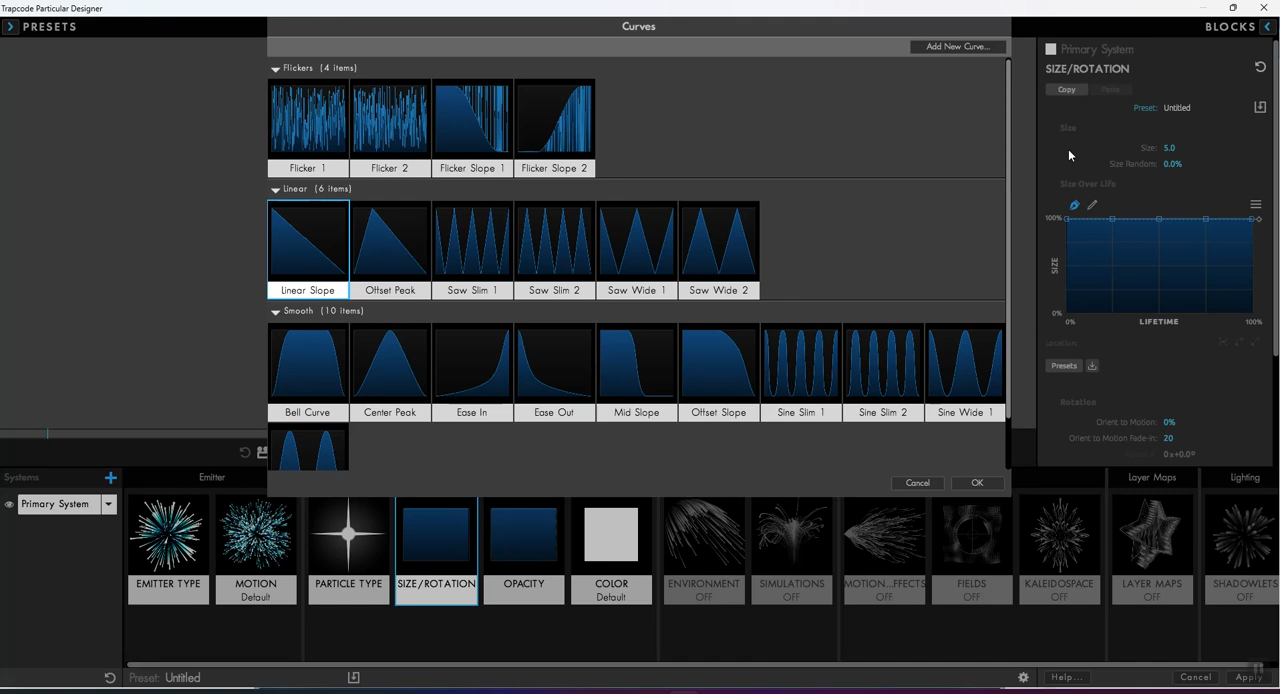 Trapcode Particular Designer
PRESETS
Curves
BLOCKS
Add New Curve...
Primary System
SIZE/ROTATION
Copy
Paste
Preset: Untitled
Flickers (4 items)
Flicker 1 Flicker 2 Flicker Slope 1 Flicker Slope 2
Size
Size: 5.0
Size Random: 0.0%
Linear (6 items)
Linear Slope Offset Peak Saw Slim 1 Saw Slim 2 Saw Wide 1 Saw Wide 2
Size Over Life
100%
SIZE
0%
0% LIFETIME 100%
Smooth (10 items)
Bell Curve Center Peak Ease In Ease Out Mid Slope Offset Slope Sine Slim 1 Sine Slim 2 Sine Wide 1
Location:
Presets
Rotation
Orient to Motion: 0%
Orient to Motion Fade-in: 20
0x+0.0°
Cancel OK
Systems
Emitter
Layer Maps
Lighting
Primary System
EMITTER TYPE
MOTION
Default
PARTICLE TYPE
SIZE/ROTATION
OPACITY
COLOR
Default
ENVIRONMENT
OFF
SIMULATIONS
OFF
MOTION...FFECTS
OFF
FIELDS
OFF
KALEIDOSPACE
OFF
LAYER MAPS
OFF
SHADOWLETS
OFF
Preset: Untitled
Help...
Cancel
Apply